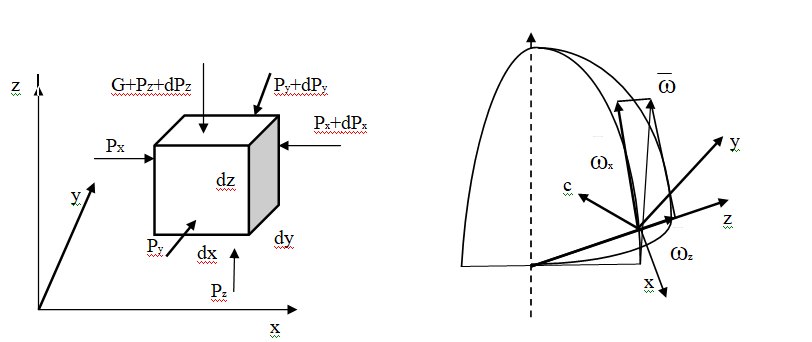 z
G+Pz+dPz
Py+dPy
Px+dPx
Px
dz
y
Py
dx
dy
Pz
x
ω̅
ωx
y
c
z
ωz
x